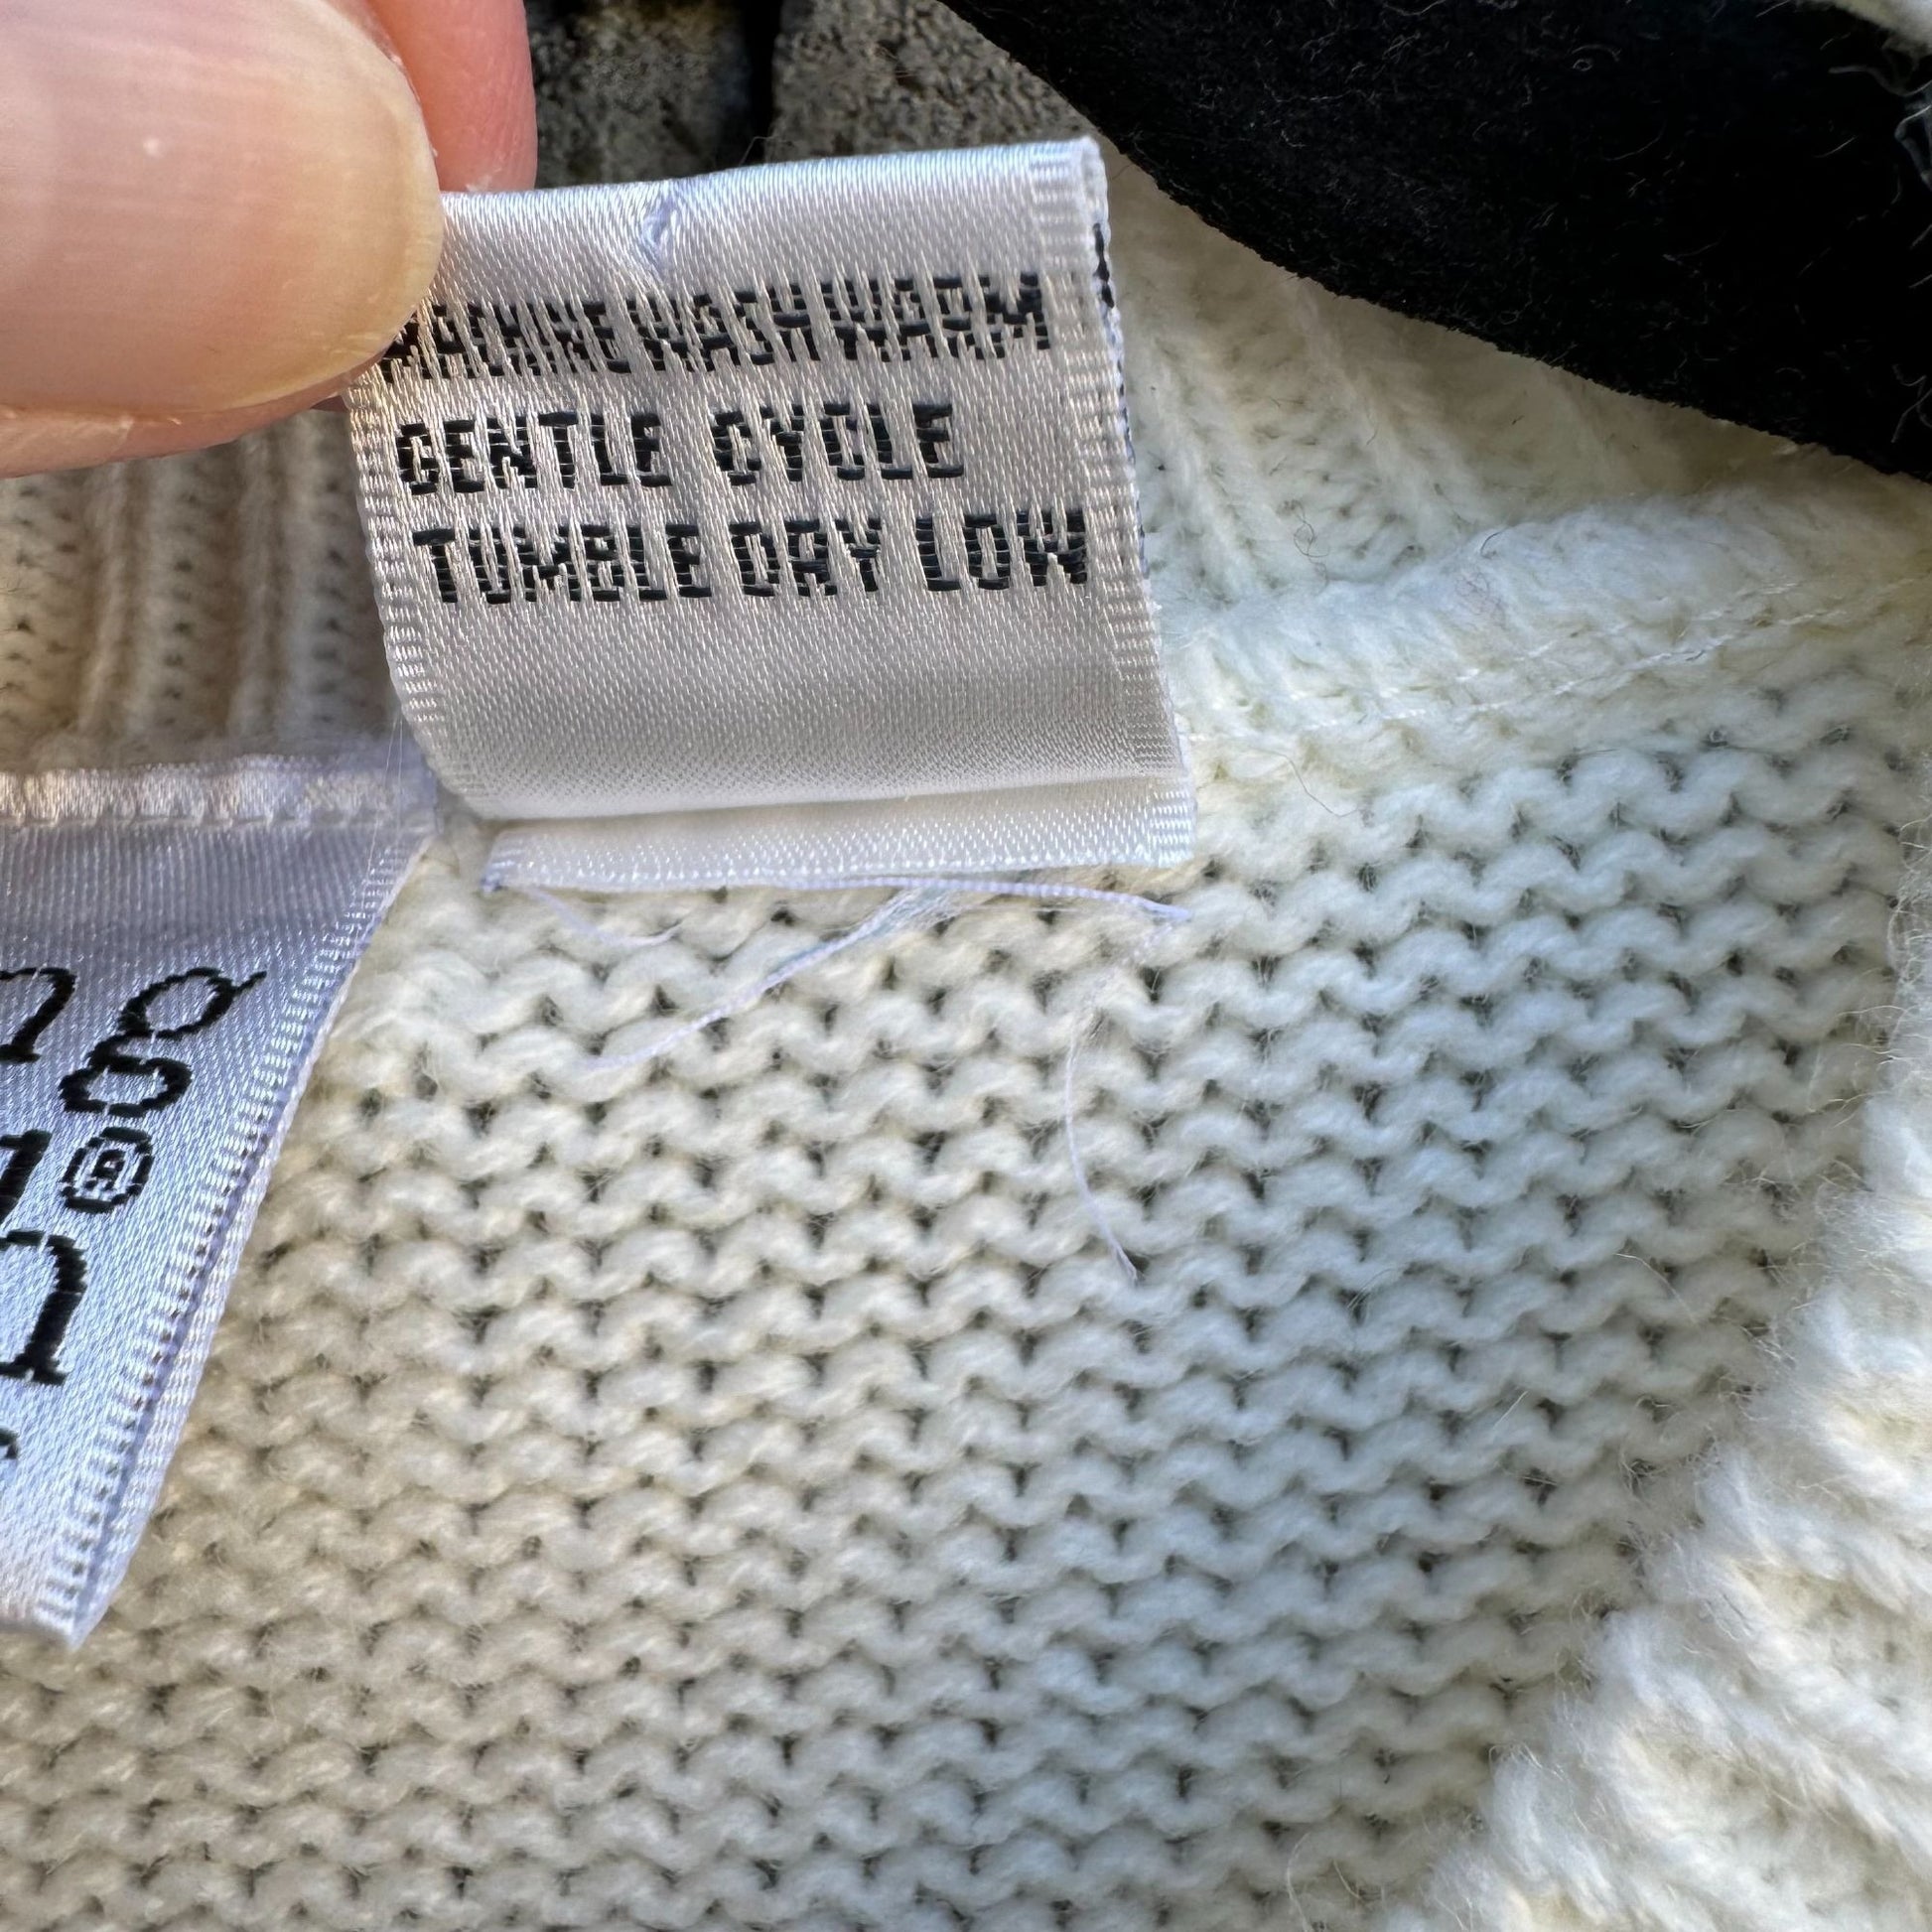 MACHINE WASH WARM
GENTLE CYCLE
TUMBLE DRY LOW
®